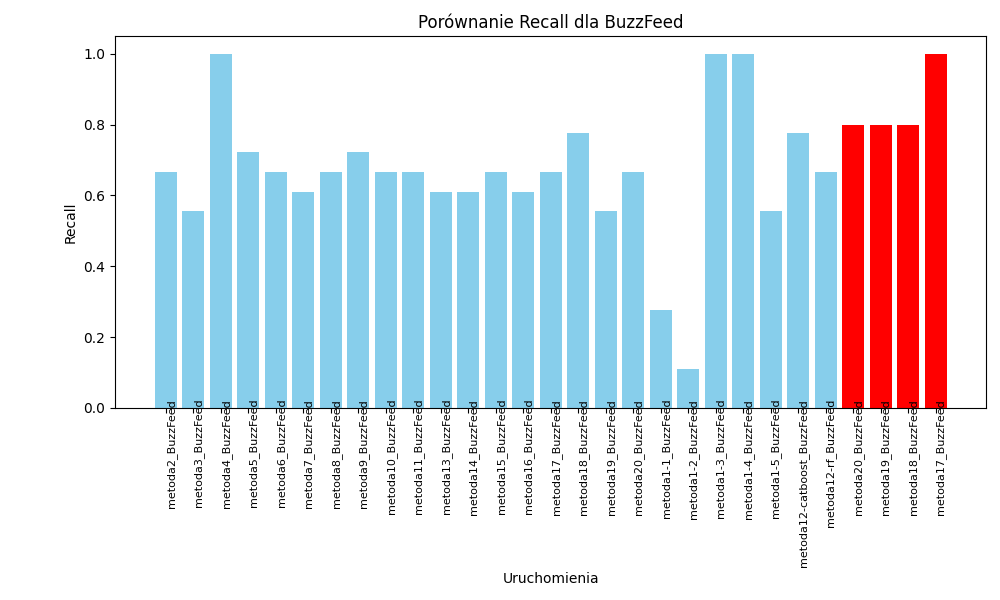 Porównanie Recall dla BuzzFeed
Recall
1.0
0.8
0.6
0.4
0.2
0.0
metoda2_BuzzFeed
metoda3_BuzzFeed
metoda4_BuzzFeed
metoda5_BuzzFeed
metoda6_BuzzFeed
metoda7_BuzzFeed
metoda8_BuzzFeed
metoda9_BuzzFeed
metoda10_BuzzFeed
metoda11_BuzzFeed
metoda13_BuzzFeed
metoda14_BuzzFeed
metoda15_BuzzFeed
metoda16_BuzzFeed
metoda17_BuzzFeed
metoda18_BuzzFeed
metoda19_BuzzFeed
metoda20_BuzzFeed
metoda1-1_BuzzFeed
metoda1-2_BuzzFeed
metoda1-3_BuzzFeed
metoda1-4_BuzzFeed
metoda1-5_BuzzFeed
metoda12-catboost_BuzzFeed
metoda12-rf_BuzzFeed
metoda20_BuzzFeed
metoda19_BuzzFeed
metoda18_BuzzFeed
metoda17_BuzzFeed
Uruchomienia